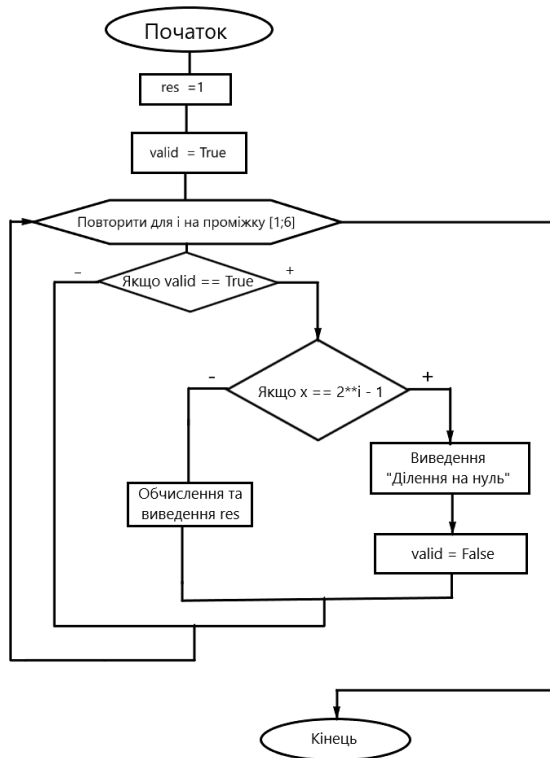 Початок
res =1
valid = True
Повторити для i на проміжку [1;6]
–
Якщо valid == True
+
-
Якщо x == 2**i - 1
+
Виведення
"Ділення на нуль"
Обчислення та
виведення res
valid = False
Кінець